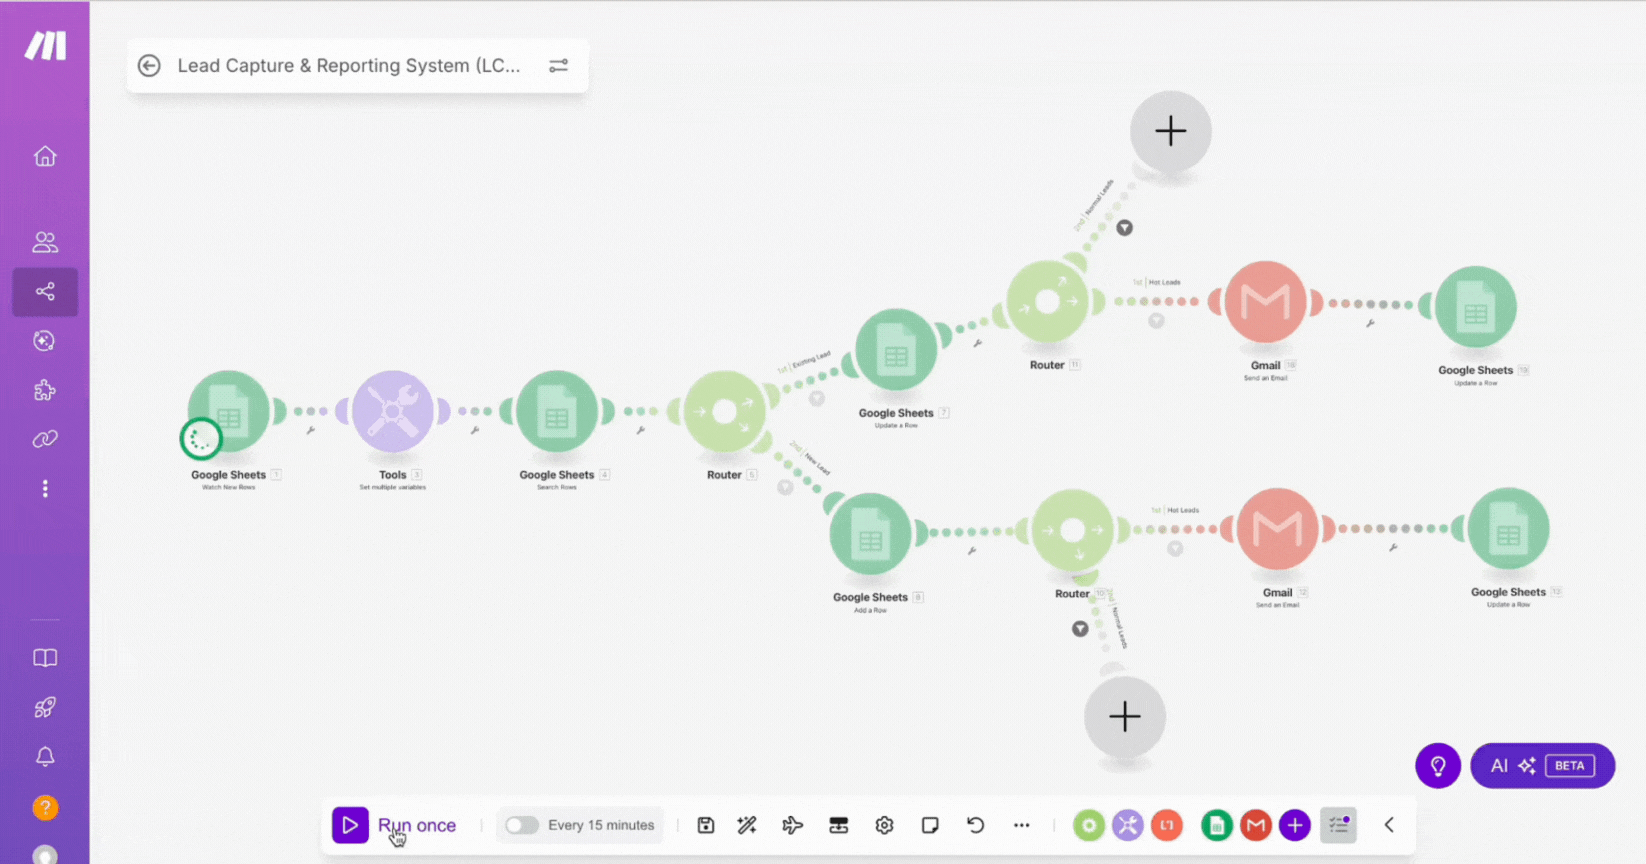 Lead Capture & Reporting System (LC...
2nd | Normal Leads
1st | Hot Leads
Router 11
Gmail
Send an Email
Google Sheets
Update a Row
1st | Existing Lead
Google Sheets 7
Update a Row
Google Sheets 1
Watch New Rows
Tools 3
Set multiple variables
Google Sheets 4
Search Rows
Router 5
2nd | New Lead
1st | Hot Leads
Google Sheets
Add a Row
Router 10
2nd | Normal Leads
Gmail 12
Send an Email
Google Sheets 13
Update a Row
AI BETA
Run once
Every 15 minutes